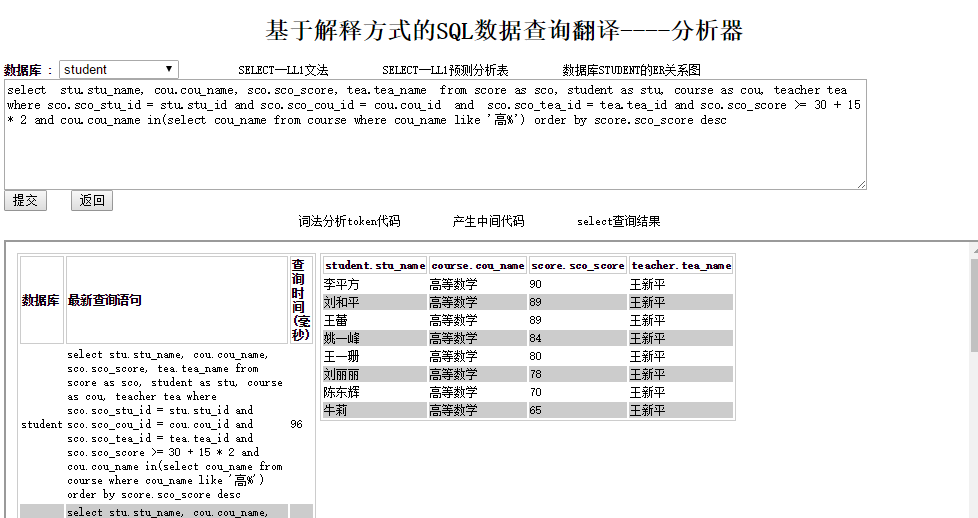 基于解释方式的SQL数据查询翻译----分析器
数据库 : student
SELECT—LL1文法 SELECT—LL1预测分析表 数据库STUDENT的ER关系图
select stu.stu_name, cou.cou_name, sco.sco_score, tea.tea_name from score as sco, student as stu, course as cou, teacher tea
where sco.sco_stu_id = stu.stu_id and sco.sco_cou_id = cou.cou_id and sco.sco_tea_id = tea.tea_id and sco.sco_score >= 30 + 15
* 2 and cou.cou_name in(select cou_name from course where cou_name like '高%') order by score.sco_score desc
提交 返回
词法分析token代码 产生中间代码 select查询结果
数据库 最新查询语句 查询时间(毫秒)
student
select stu.stu_name, cou.cou_name,
sco.sco_score, tea.tea_name from
score as sco, student as stu, course
as cou, teacher tea where
sco.sco_stu_id = stu.stu_id and
sco.sco_cou_id = cou.cou_id and
sco.sco_tea_id = tea.tea_id and
sco.sco_score >= 30 + 15 * 2 and
cou.cou_name in(select cou_name from
course where cou_name like '高%')
order by score.sco_score desc
96
select stu.stu_name, cou.cou_name,
student.stu_name course.cou_name score.sco_score teacher.tea_name
李平方 高等数学 90 王新平
刘和平 高等数学 89 王新平
王蕾 高等数学 89 王新平
姚一峰 高等数学 84 王新平
王一珊 高等数学 80 王新平
刘丽丽 高等数学 78 王新平
陈东辉 高等数学 70 王新平
牛莉 高等数学 65 王新平